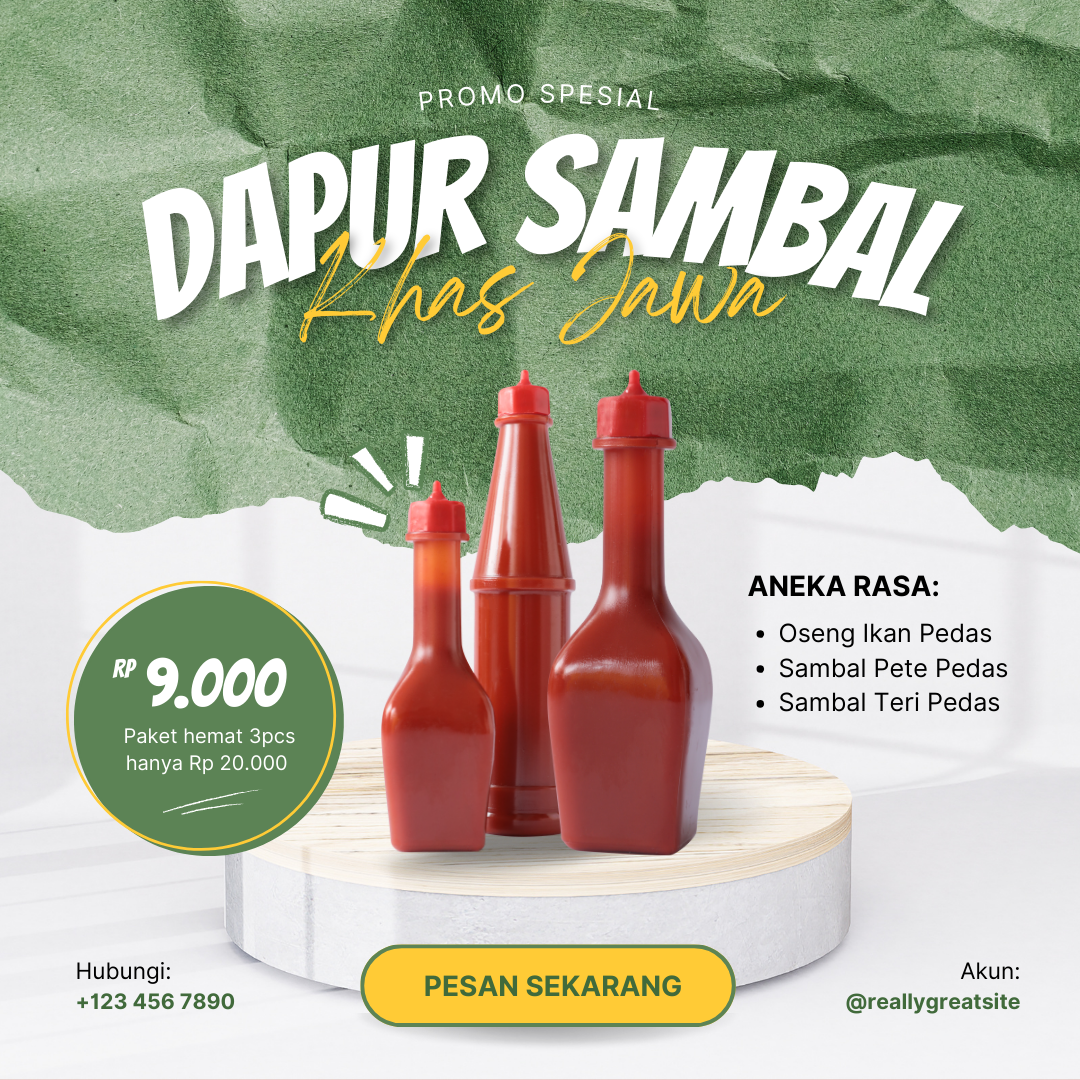 PROMO SPESIAL
DAPUR SAMBAL
Khas Jawa
RP 9.000
Paket hemat 3pcs
hanya Rp 20.000
ANEKA RASA:
• Oseng Ikan Pedas
• Sambal Pete Pedas
• Sambal Teri Pedas
Hubungi:
+123 456 7890
PESAN SEKARANG
Akun:
@reallygreatsite